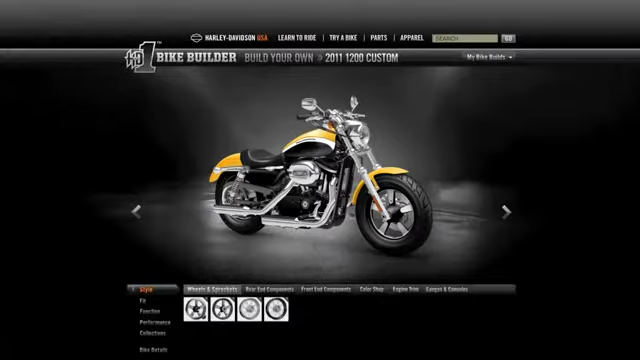 HARLEY-DAVIDSON USA LEARN TO RIDE | TRY A BIKE | PARTS | APPAREL SEARCH GO
HD1 BIKE BUILDER BUILD YOUR OWN 2011 1200 CUSTOM My Bike Builds
Style Wheels & Sprockets Rear End Components Front End Components Color Shop Engine Trim Gauges & Consoles
Fit
Function
Performance
Collections
Bike Details